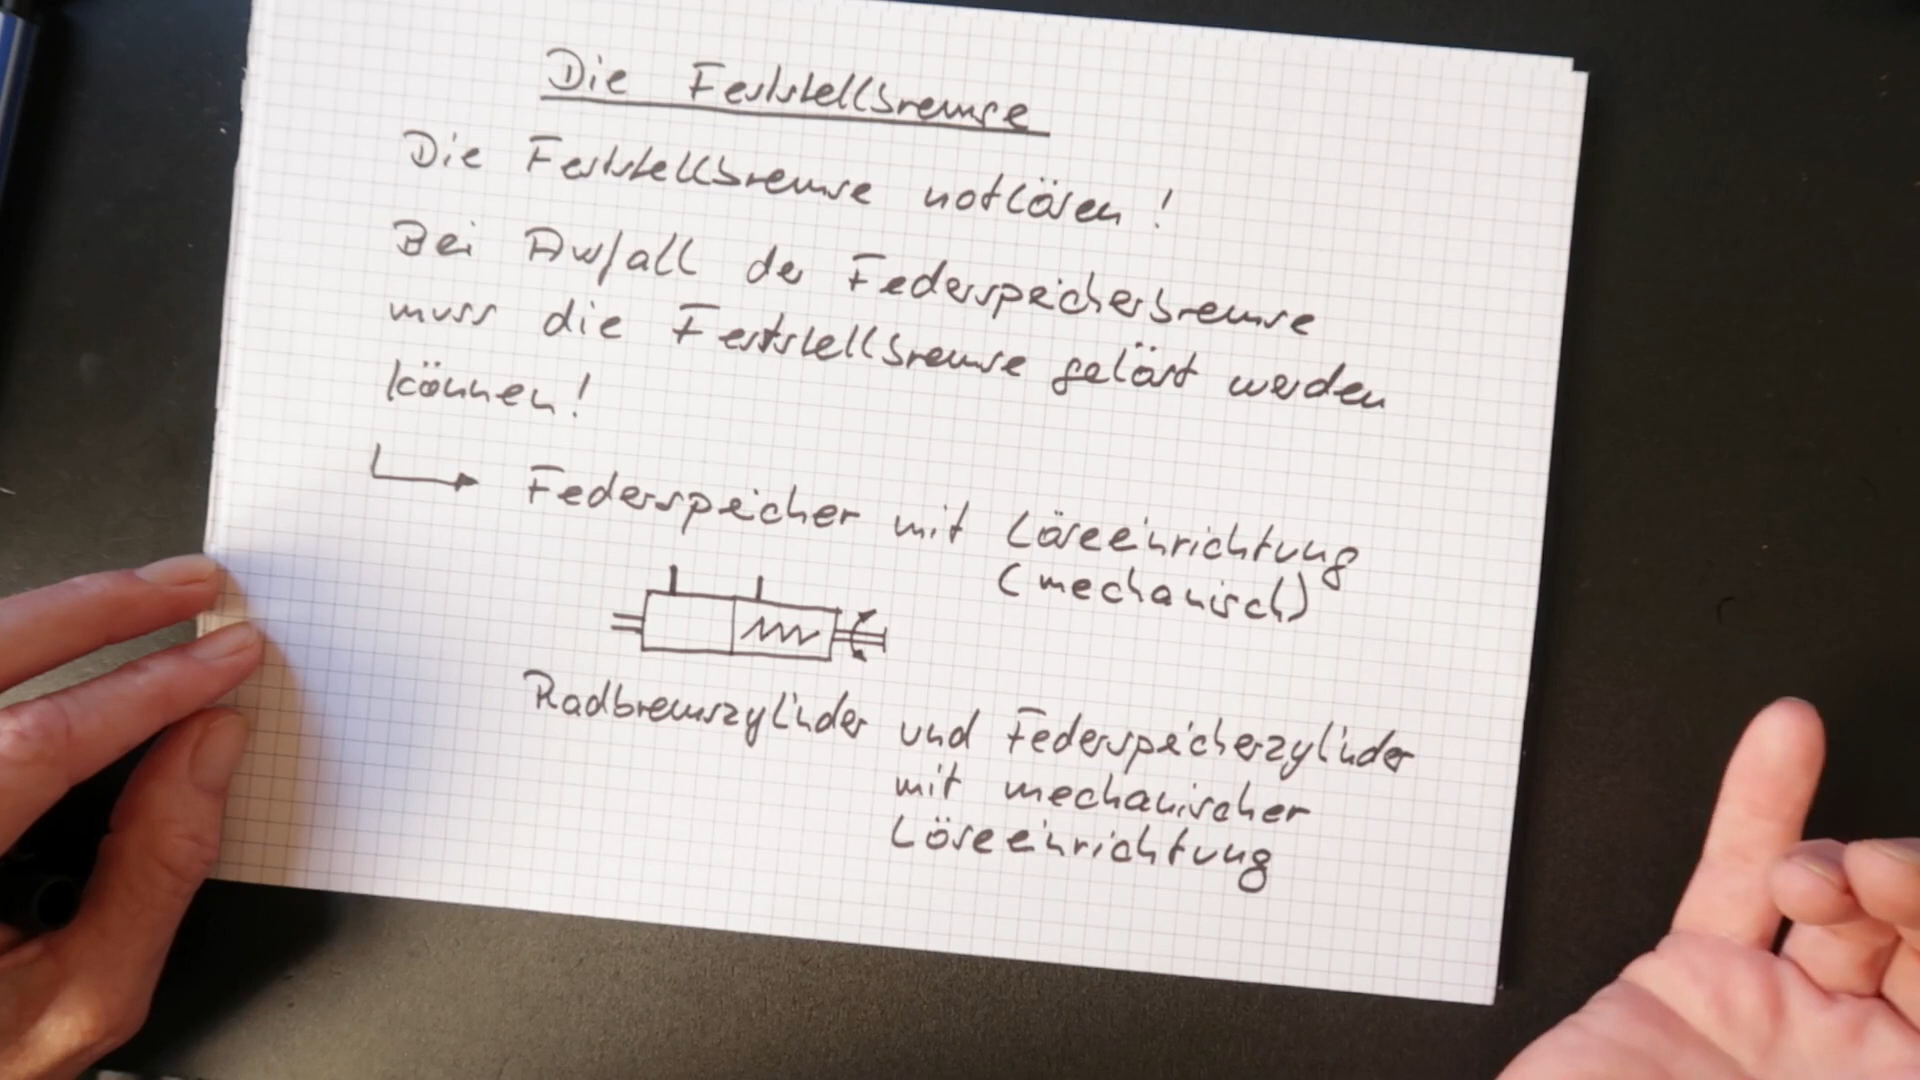 Die Feststellbremse
Die Feststellbremse notlösen!
Bei Ausfall der Federspeicherbremse
muss die Feststellbremse gelöst werden
können!
Federspeicher mit Löseeinrichtung
(mechanisch)
Radbremszylinder und Federspeicherzylinder
mit mechanischer
Löseeinrichtung